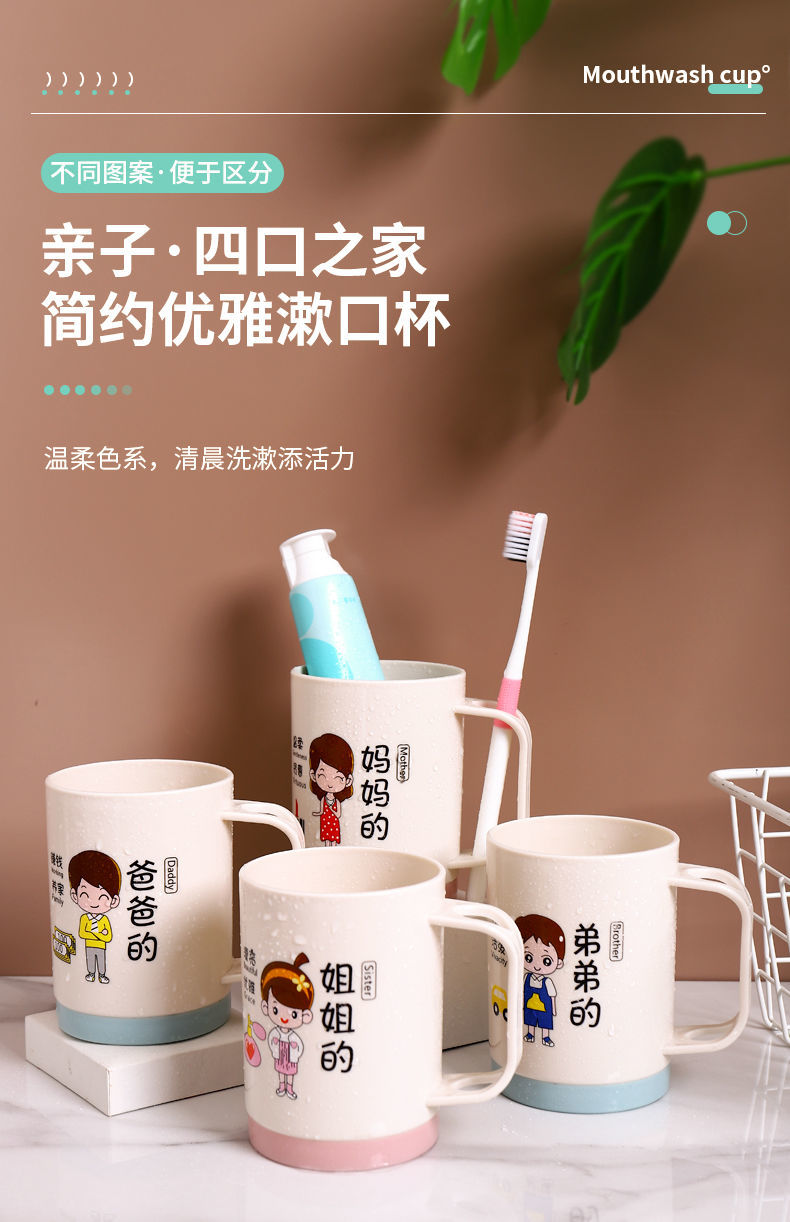 Mouthwash cup°
不同图案·便于区分
亲子·四口之家
简约优雅漱口杯
温柔色系，清晨洗漱添活力
妈妈的
Mother
爸爸的
Daddy
赚钱
养家
Family
姐姐的
Sister
弟弟的
Brother